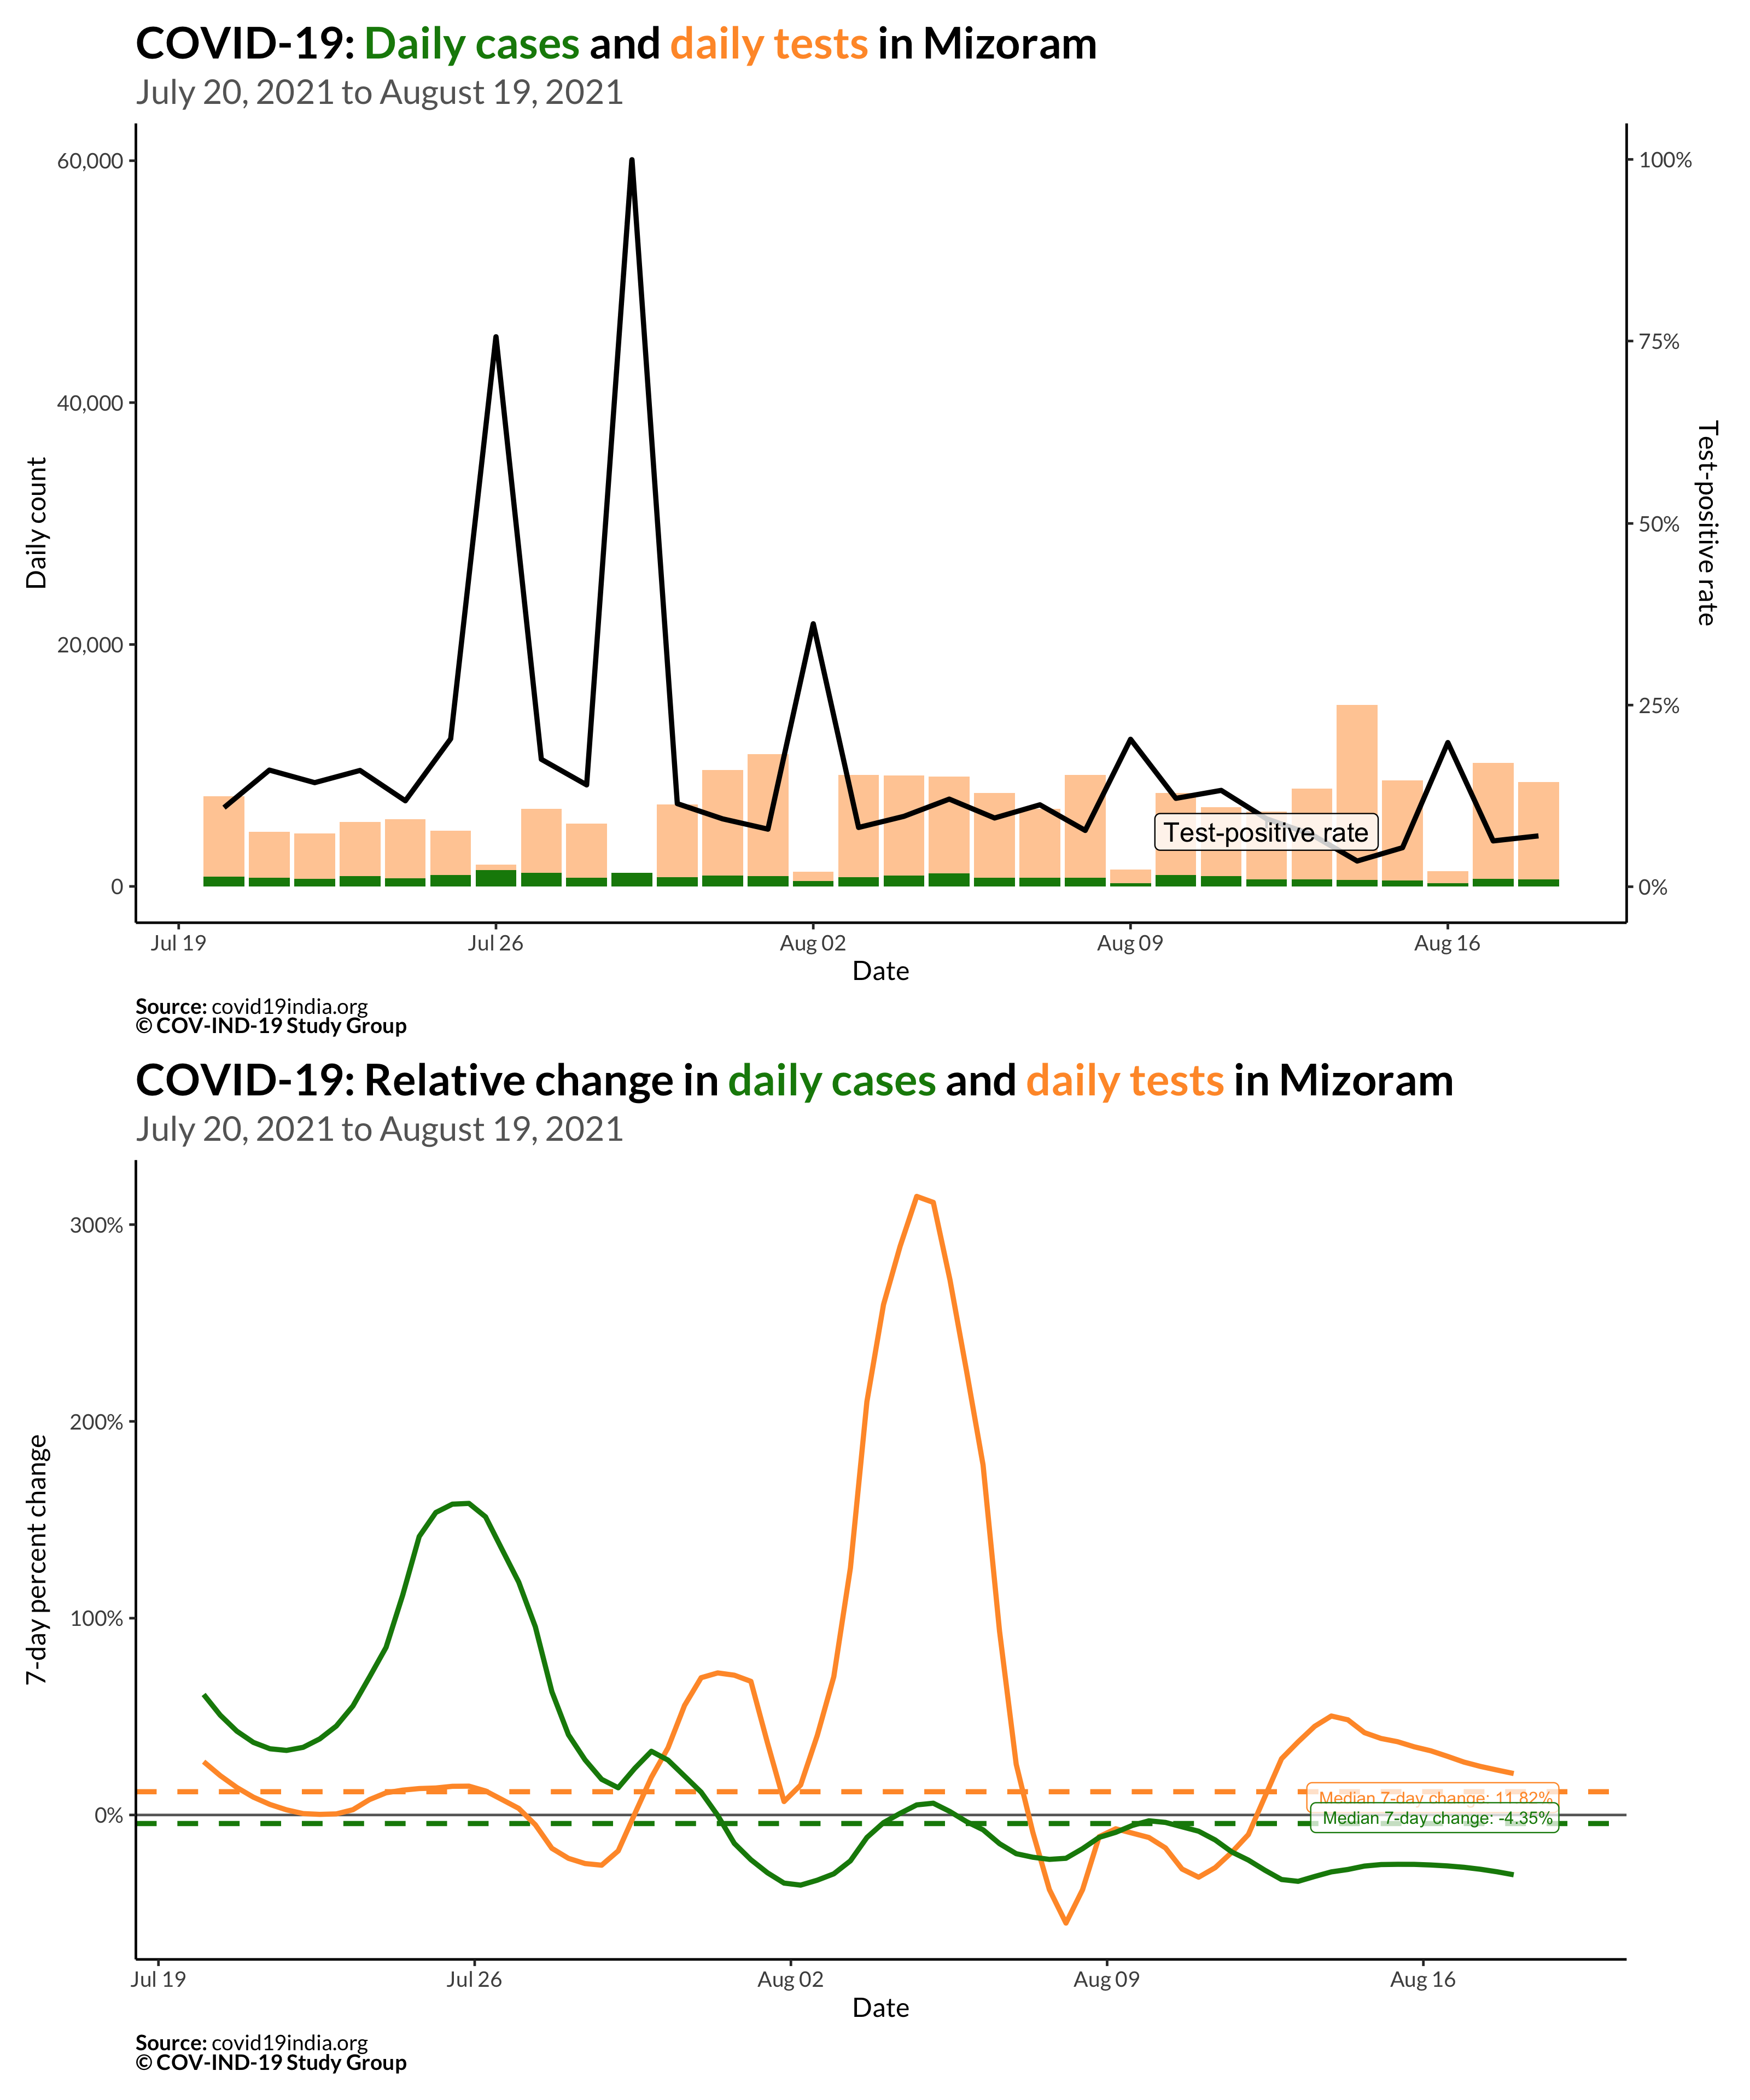 COVID-19: Daily cases and daily tests in Mizoram
July 20, 2021 to August 19, 2021
60,000
40,000
20,000
0
Daily count
100%
75%
50%
25%
0%
Test-positive rate
Test-positive rate
Jul 19
Jul 26
Aug 02
Aug 09
Aug 16
Date
Source: covid19india.org
© COV-IND-19 Study Group
COVID-19: Relative change in daily cases and daily tests in Mizoram
July 20, 2021 to August 19, 2021
300%
200%
100%
0%
7-day percent change
Median 7-day change: 11.82%
Median 7-day change: -4.35%
Jul 19
Jul 26
Aug 02
Aug 09
Aug 16
Date
Source: covid19india.org
© COV-IND-19 Study Group